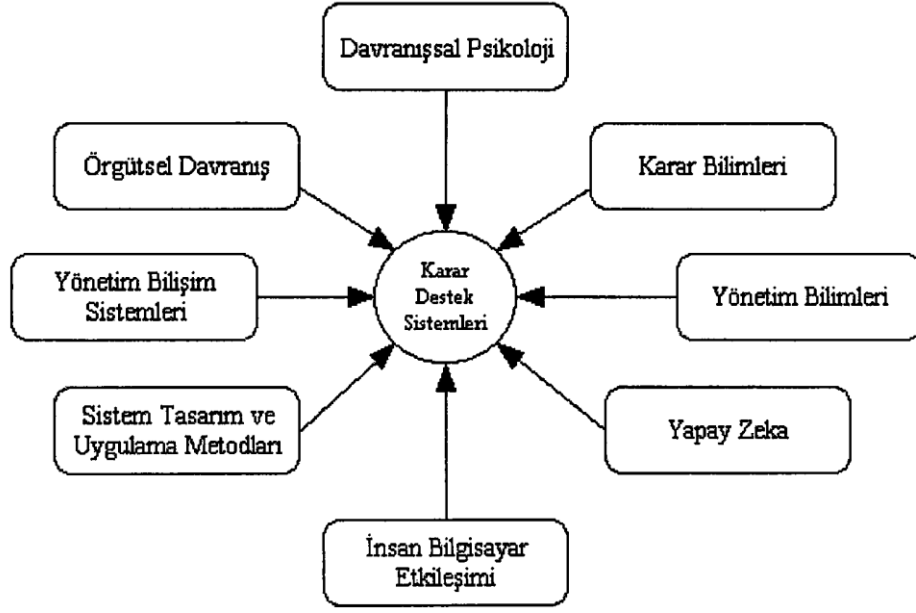 Davranışsal Psikoloji
Örgütsel Davranış
Karar Bilimleri
Yönetim Bilişim
Sistemleri
Karar
Destek
Sistemleri
Yönetim Bilimleri
Sistem Tasarım ve
Uygulama Metodları
Yapay Zeka
İnsan Bilgisayar
Etkileşimi